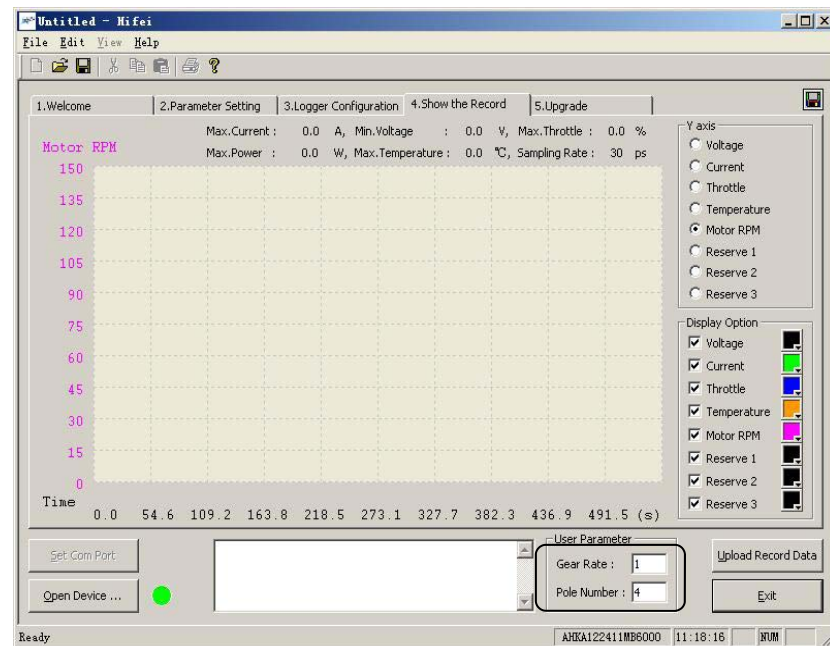 Untitled - Hifei
File Edit View Help
1.Welcome 2.Parameter Setting 3.Logger Configuration 4.Show the Record 5.Upgrade
Max.Current : 0.0 A, Min.Voltage : 0.0 V, Max.Throttle : 0.0 %
Motor RPM
Max.Power : 0.0 W, Max.Temperature : 0.0 ℃, Sampling Rate : 30 ps
150
135
120
105
90
75
60
45
30
15
0
Time
0.0 54.6 109.2 163.8 218.5 273.1 327.7 382.3 436.9 491.5 (s)
Y axis
Voltage
Current
Throttle
Temperature
Motor RPM
Reserve 1
Reserve 2
Reserve 3
Display Option
Voltage
Current
Throttle
Temperature
Motor RPM
Reserve 1
Reserve 2
Reserve 3
Set Com Port
Open Device ...
User Parameter
Gear Rate : 1
Pole Number : 4
Upload Record Data
Exit
Ready AHKA122411MB6000 11:18:16 NUM